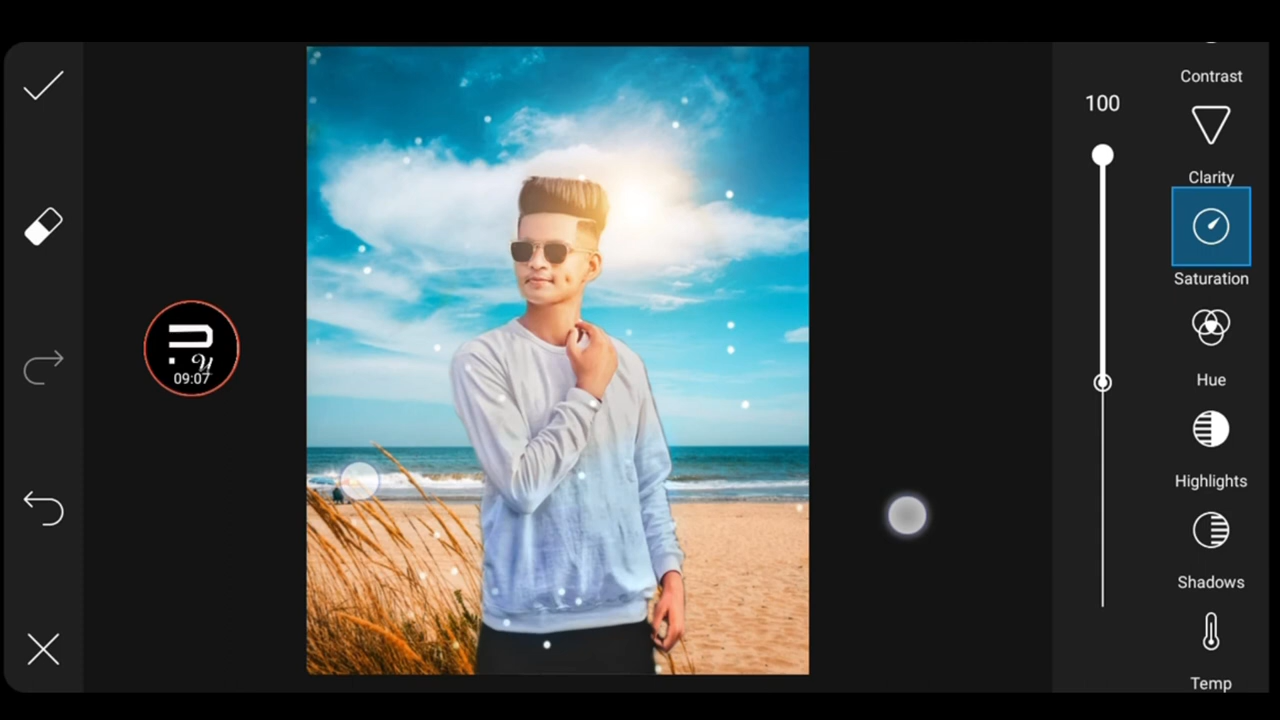 Contrast
100
Clarity
Saturation
09:07
Hue
Highlights
Shadows
Temp